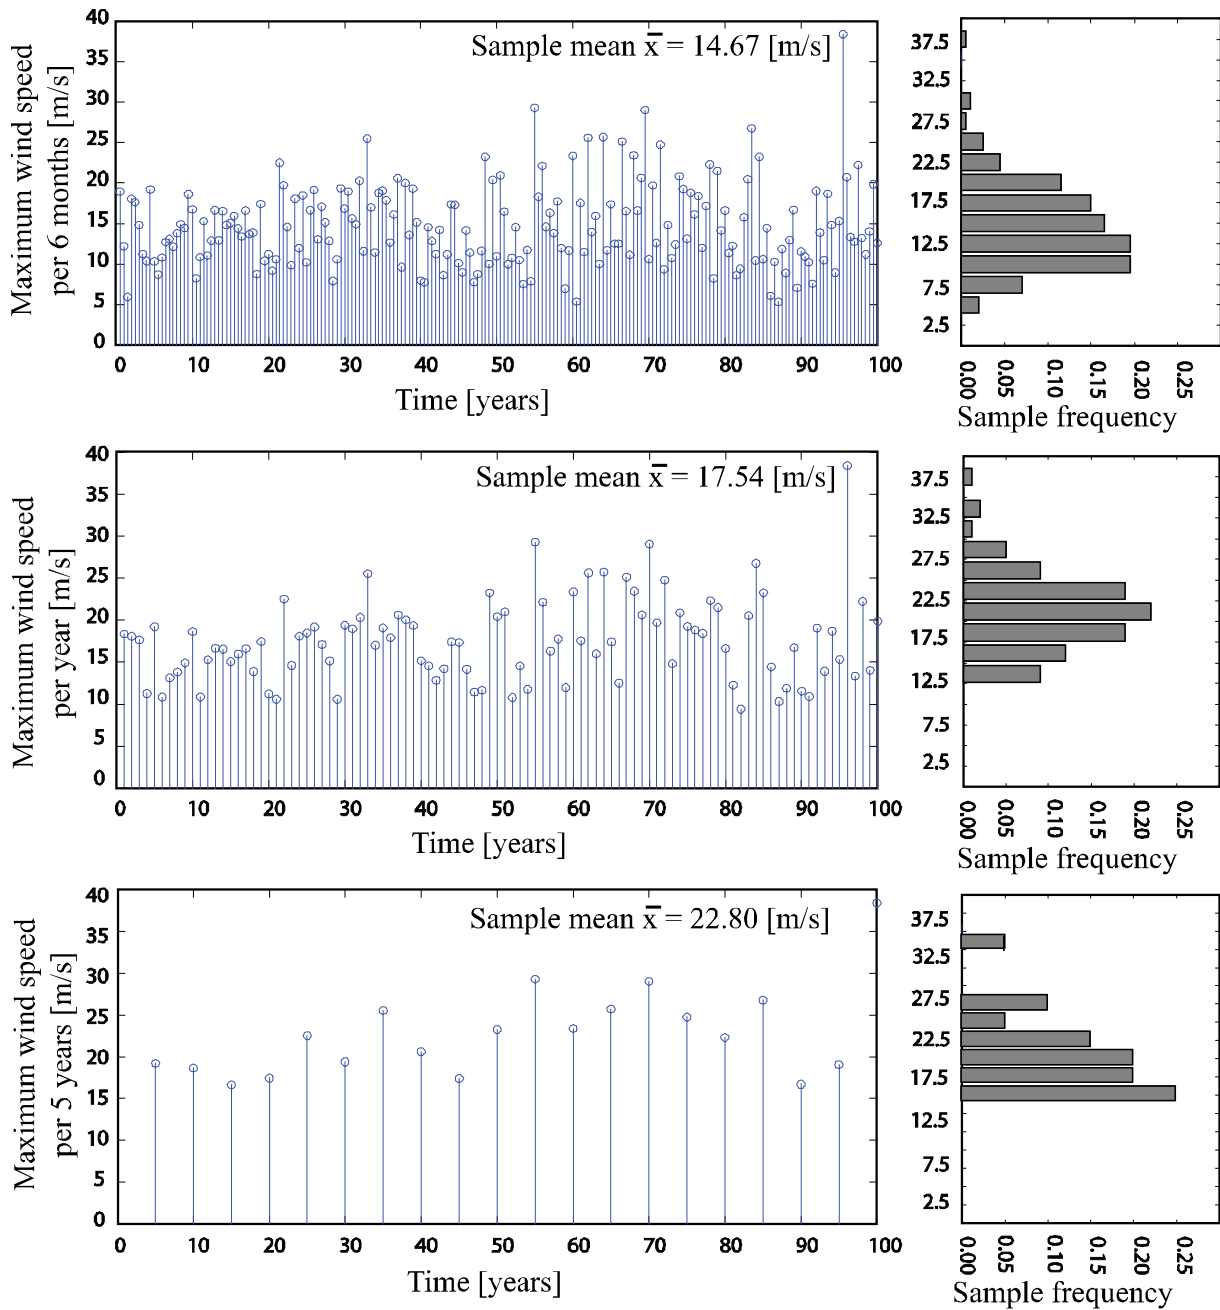 Maximum wind speed
per 6 months [m/s]
40
35
30
25
20
15
10
5
0
Sample mean x̄ = 14.67 [m/s]
0 10 20 30 40 50 60 70 80 90 100
Time [years]
37.5
32.5
27.5
22.5
17.5
12.5
7.5
2.5
0.00 0.05 0.10 0.15 0.20 0.25
Sample frequency
Maximum wind speed
per year [m/s]
40
35
30
25
20
15
10
5
0
Sample mean x̄ = 17.54 [m/s]
0 10 20 30 40 50 60 70 80 90 100
Time [years]
37.5
32.5
27.5
22.5
17.5
12.5
7.5
2.5
0.00 0.05 0.10 0.15 0.20 0.25
Sample frequency
Maximum wind speed
per 5 years [m/s]
40
35
30
25
20
15
10
5
0
Sample mean x̄ = 22.80 [m/s]
0 10 20 30 40 50 60 70 80 90 100
Time [years]
37.5
32.5
27.5
22.5
17.5
12.5
7.5
2.5
0.00 0.05 0.10 0.15 0.20 0.25
Sample frequency